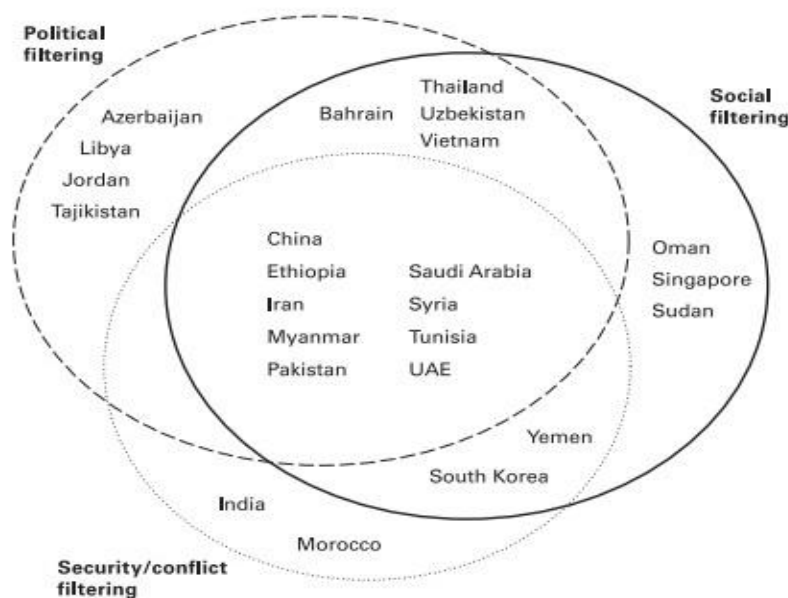 Political
filtering
Social
filtering
Azerbaijan
Libya
Jordan
Tajikistan
Bahrain
Thailand
Uzbekistan
Vietnam
China
Ethiopia
Iran
Myanmar
Pakistan
Saudi Arabia
Syria
Tunisia
UAE
Oman
Singapore
Sudan
Yemen
South Korea
India
Morocco
Security/conflict
filtering